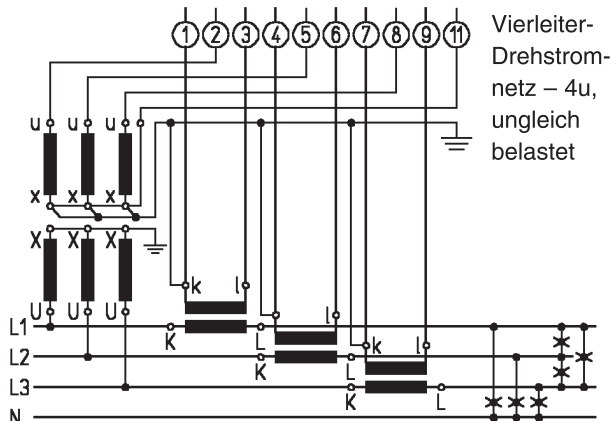 1 2 3 4 5 6 7 8 9 11
Vierleiter-
Drehstrom-
netz – 4u,
ungleich
belastet
u u u
x
X X X
k l
l
k l
U U U
L1
K L
L2
K L
L3
K L
N